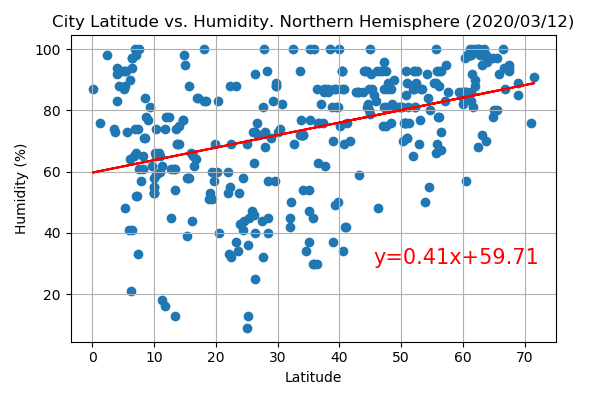 City Latitude vs. Humidity. Northern Hemisphere (2020/03/12)
100
80
60
40
20
Humidity (%)
y=0.41x+59.71
0 10 20 30 40 50 60 70
Latitude